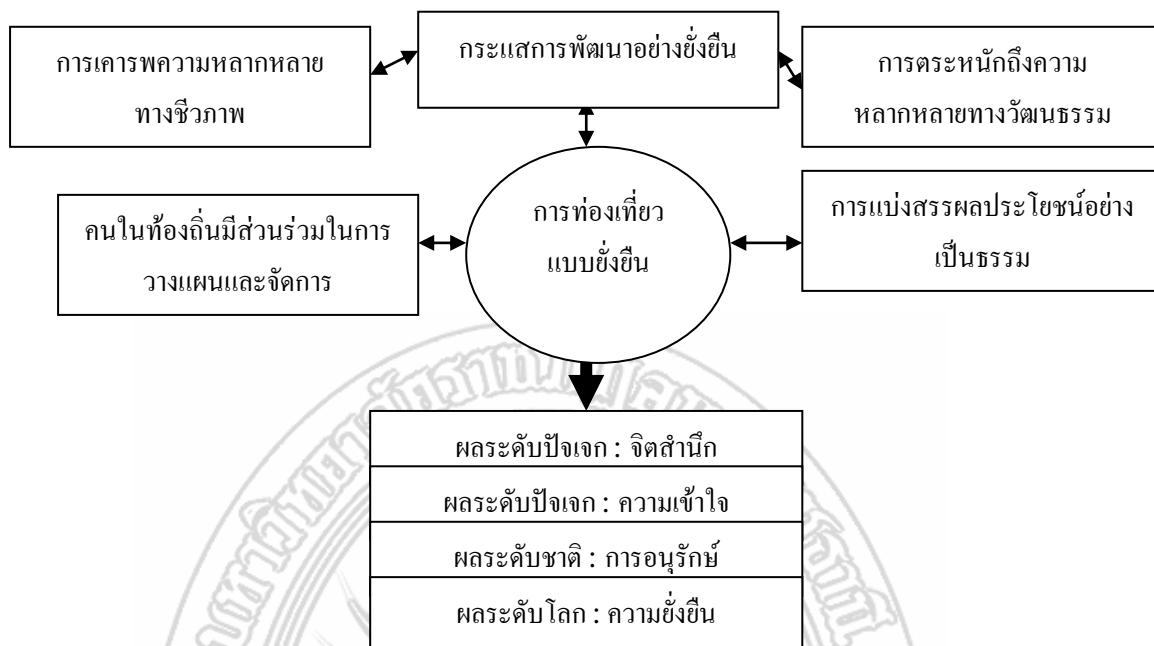 กระแสการพัฒนาอย่างยั่งยืน
การเคารพความหลากหลาย
ทางชีวภาพ
การตระหนักถึงความ
หลากหลายทางวัฒนธรรม
คนในท้องถิ่นมีส่วนร่วมในการ
วางแผนและจัดการ
การท่องเที่ยว
แบบยั่งยืน
การแบ่งสรรผลประโยชน์อย่าง
เป็นธรรม
ผลระดับปัจเจก : จิตสำนึก
ผลระดับปัจเจก : ความเข้าใจ
ผลระดับชาติ : การอนุรักษ์
ผลระดับโลก : ความยั่งยืน